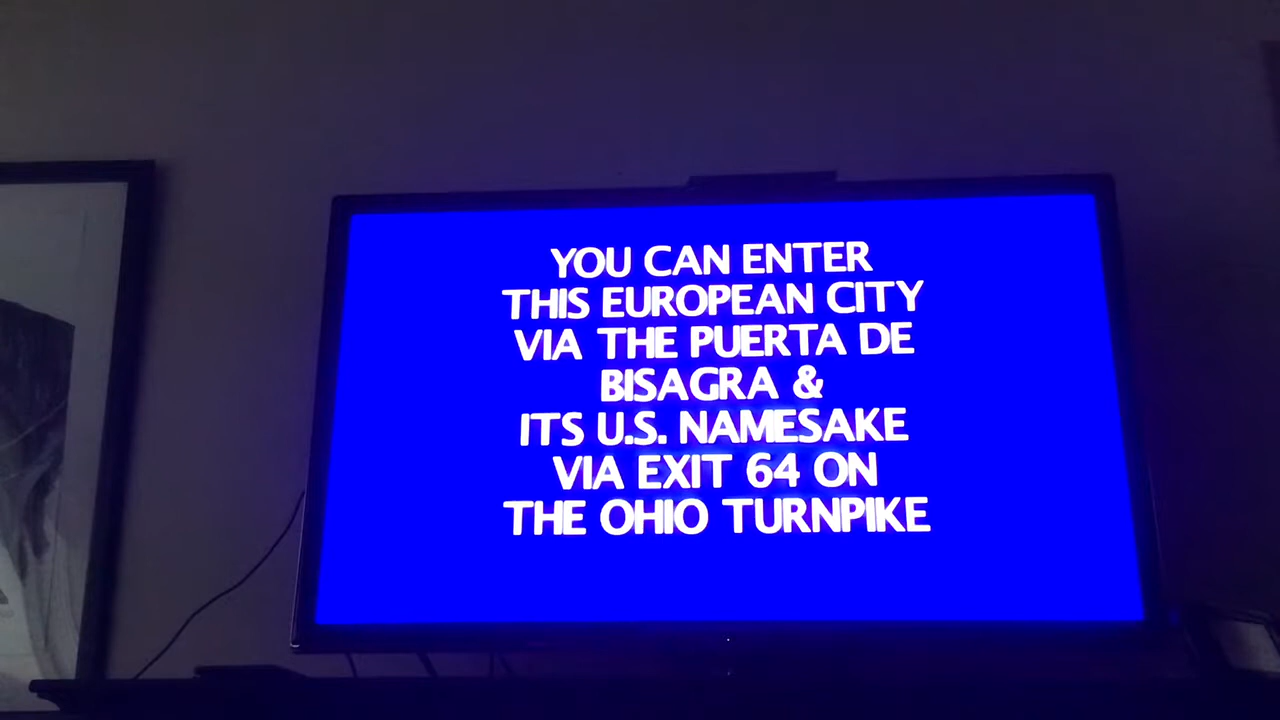 YOU CAN ENTER
THIS EUROPEAN CITY
VIA THE PUERTA DE
BISAGRA &
ITS U.S. NAMESAKE
VIA EXIT 64 ON
THE OHIO TURNPIKE